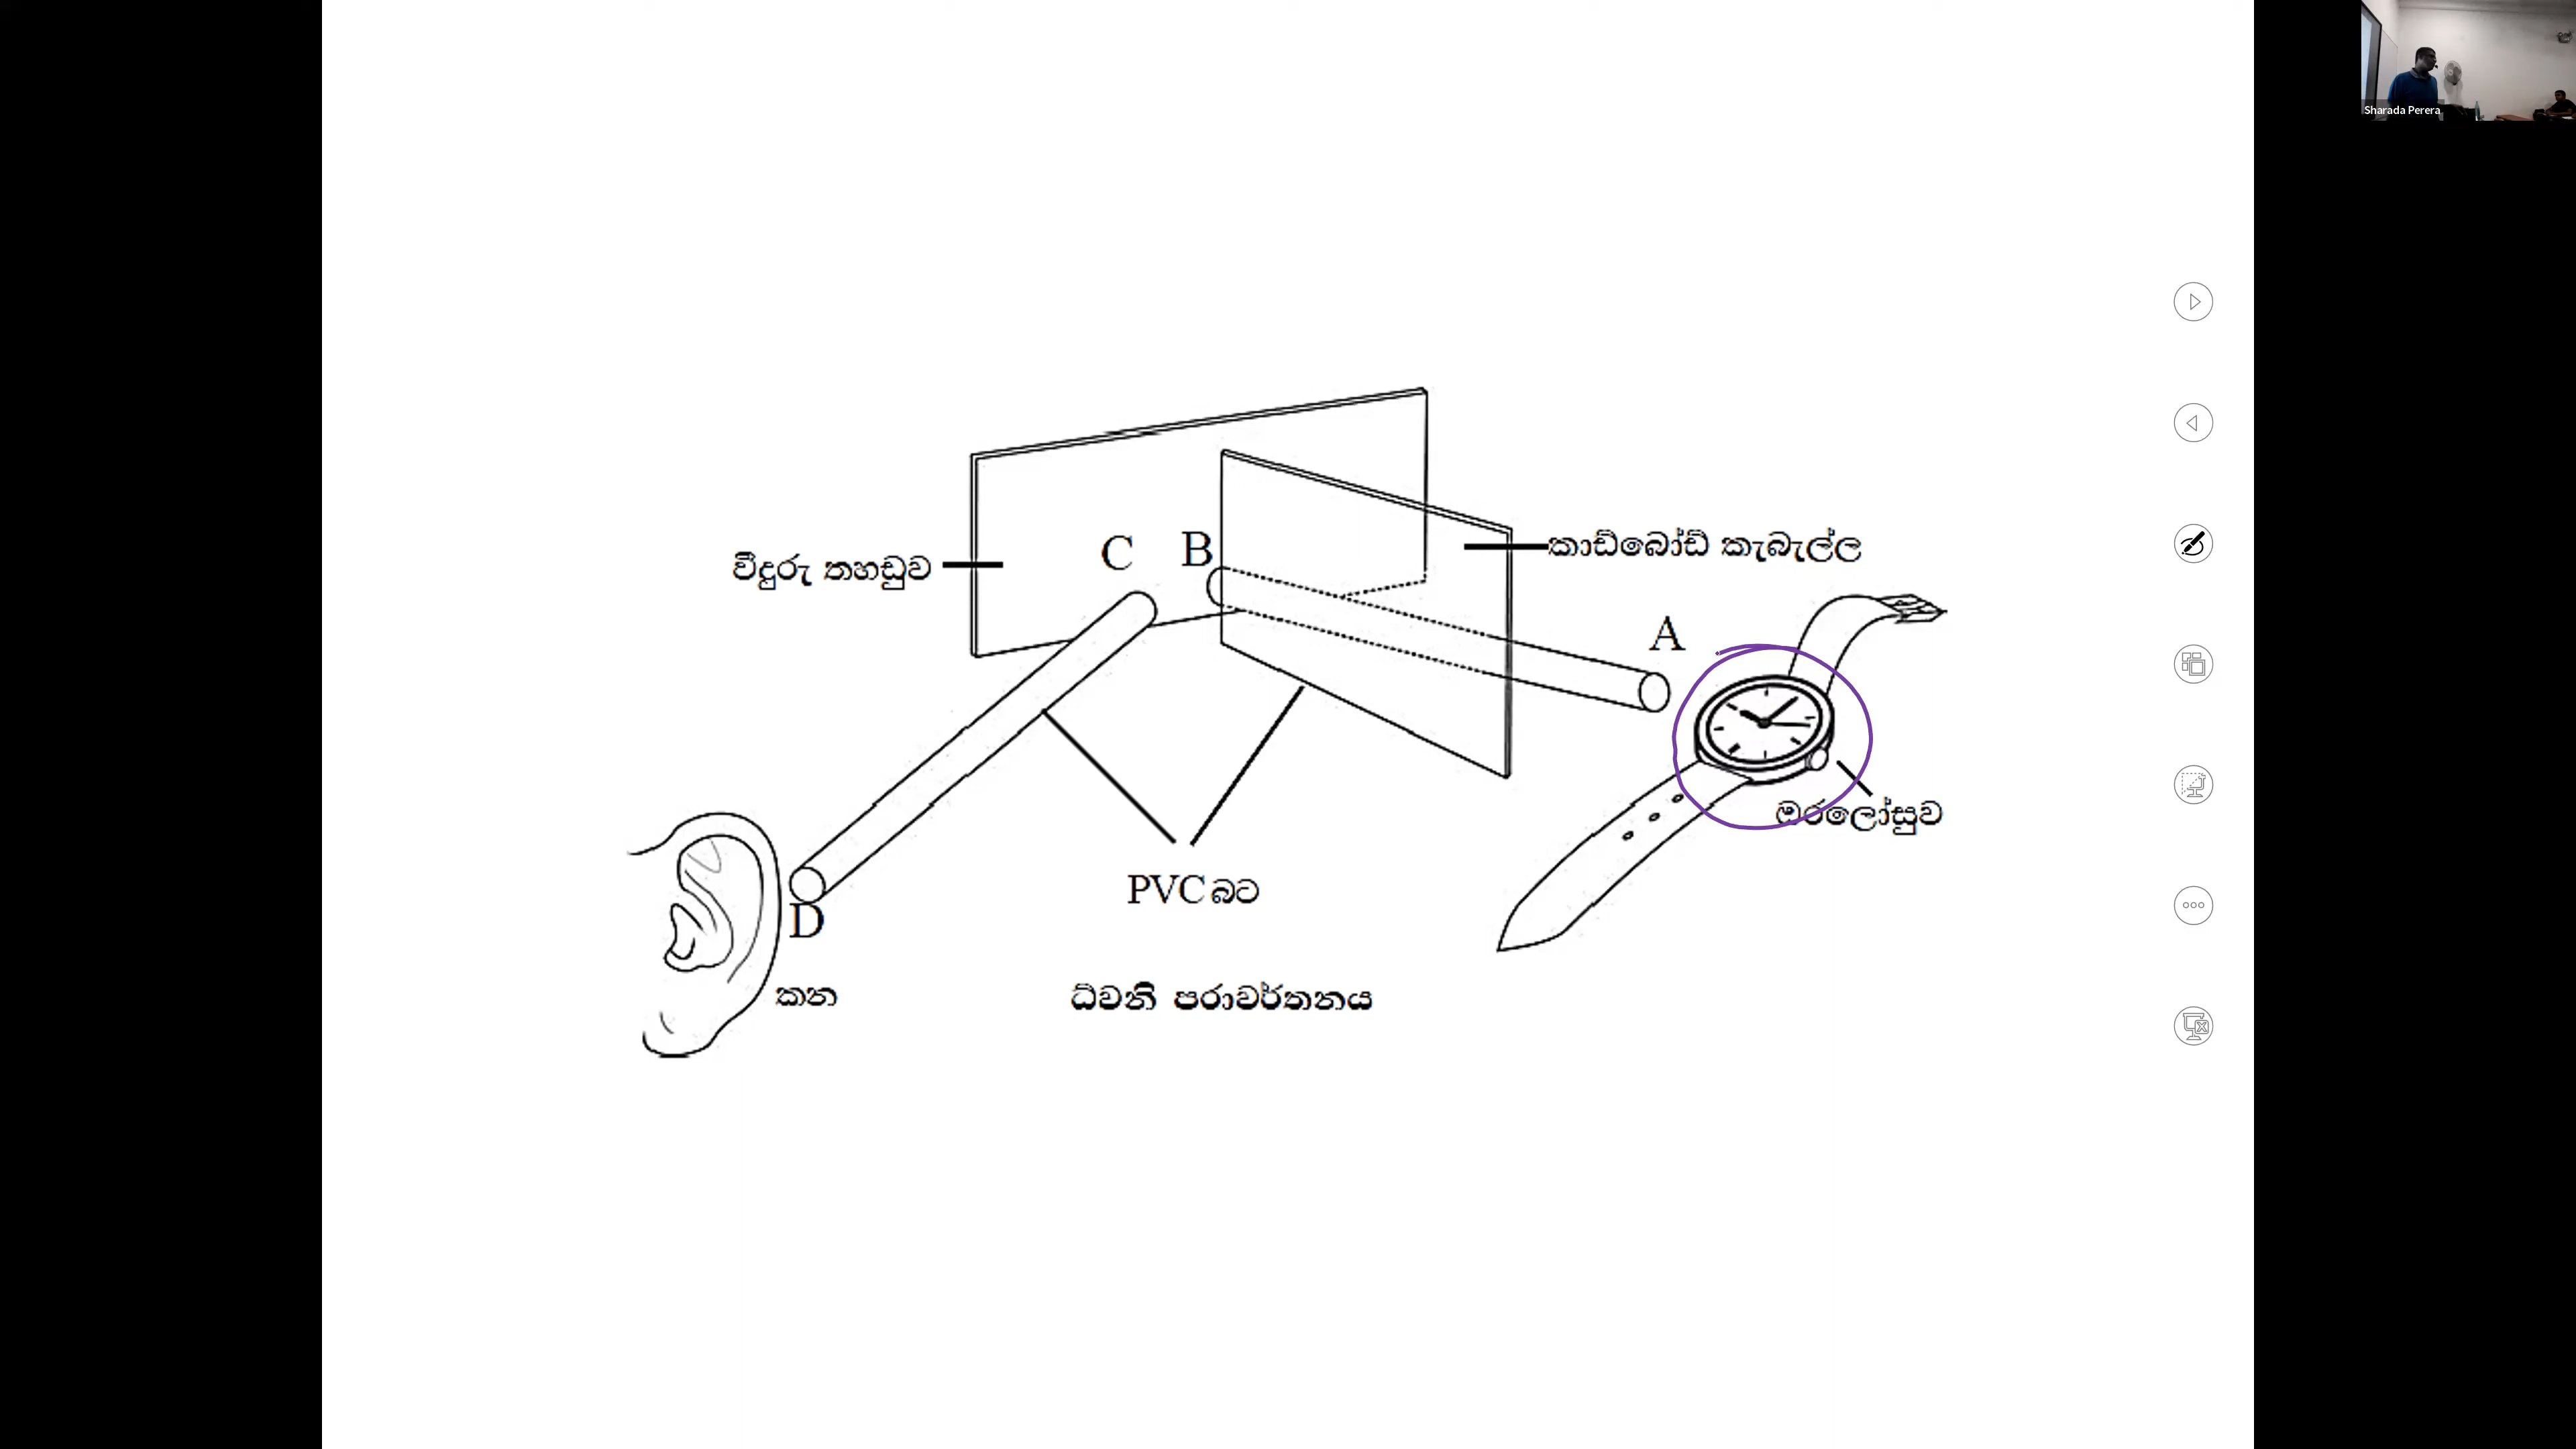 Sharada Perera
C
B
කාඩ්බෝඩ් කැබැල්ල
වීදුරු තහඩුව
A
ඔරලෝසුව
PVC බට
D
කන
ධ්වනි පරාවර්තනය